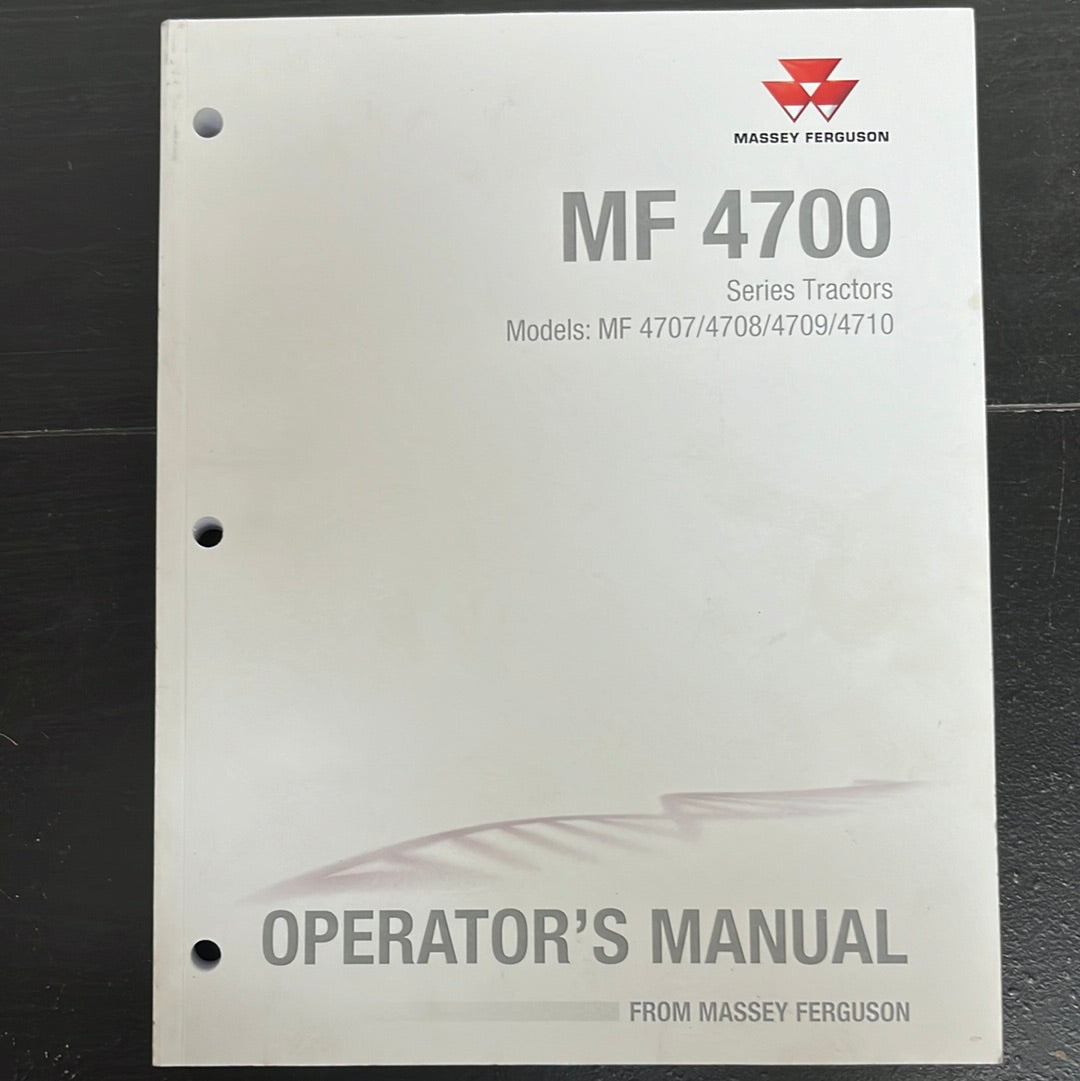 MASSEY FERGUSON
MF 4700
Series Tractors
Models: MF 4707/4708/4709/4710
OPERATOR'S MANUAL
FROM MASSEY FERGUSON